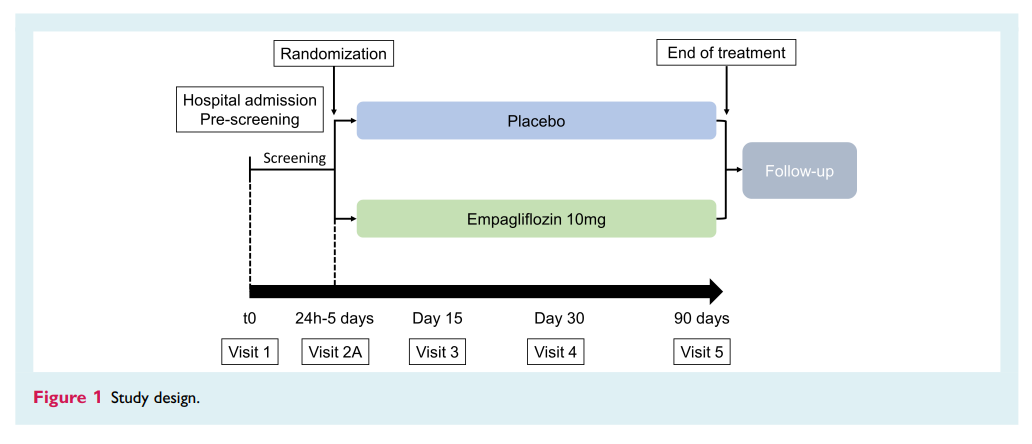 Randomization
End of treatment
Hospital admission
Pre-screening
Placebo
Screening
Follow-up
Empagliflozin 10mg
t0
24h-5 days
Day 15
Day 30
90 days
Visit 1
Visit 2A
Visit 3
Visit 4
Visit 5
Figure 1 Study design.